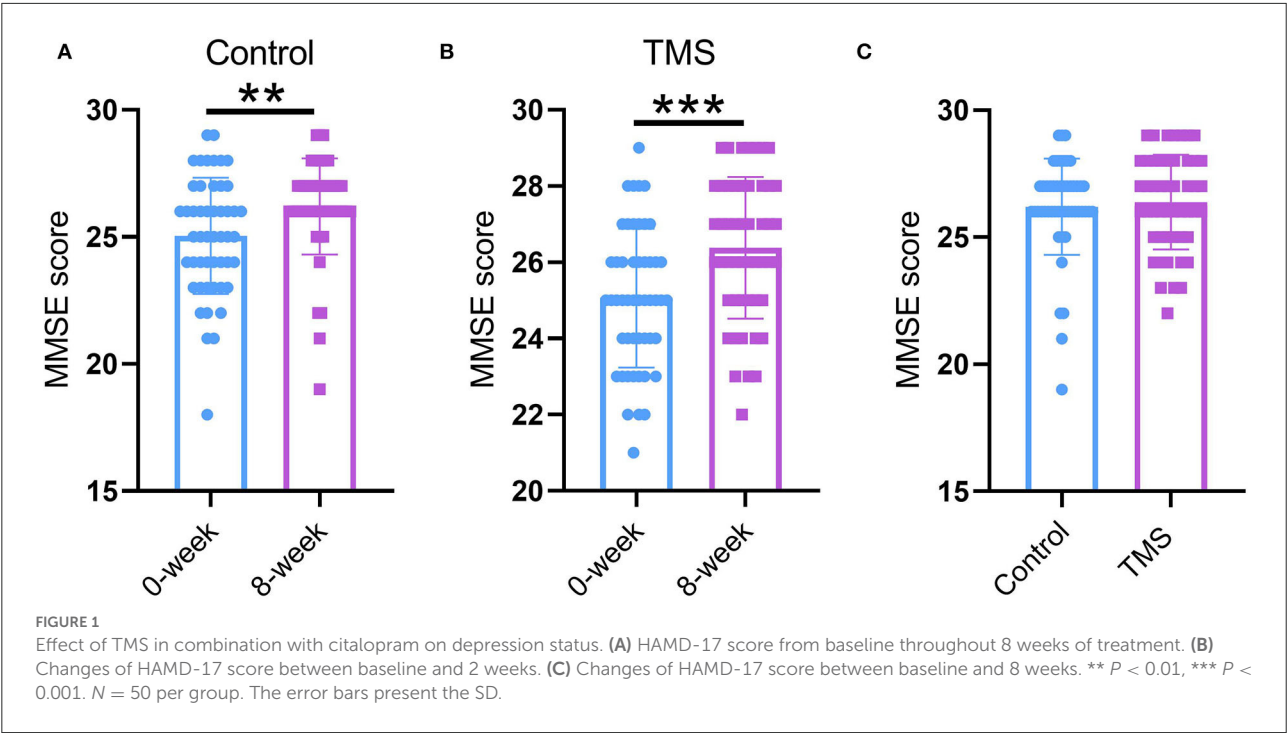 A
Control
**
30
25
20
15
MMSE score
0-week
8-week
B
TMS
***
30
28
26
24
22
20
MMSE score
0-week
8-week
C
30
25
20
15
MMSE score
Control
TMS
FIGURE 1
Effect of TMS in combination with citalopram on depression status. (A) HAMD-17 score from baseline throughout 8 weeks of treatment. (B)
Changes of HAMD-17 score between baseline and 2 weeks. (C) Changes of HAMD-17 score between baseline and 8 weeks. ** P < 0.01, *** P <
0.001. N = 50 per group. The error bars present the SD.